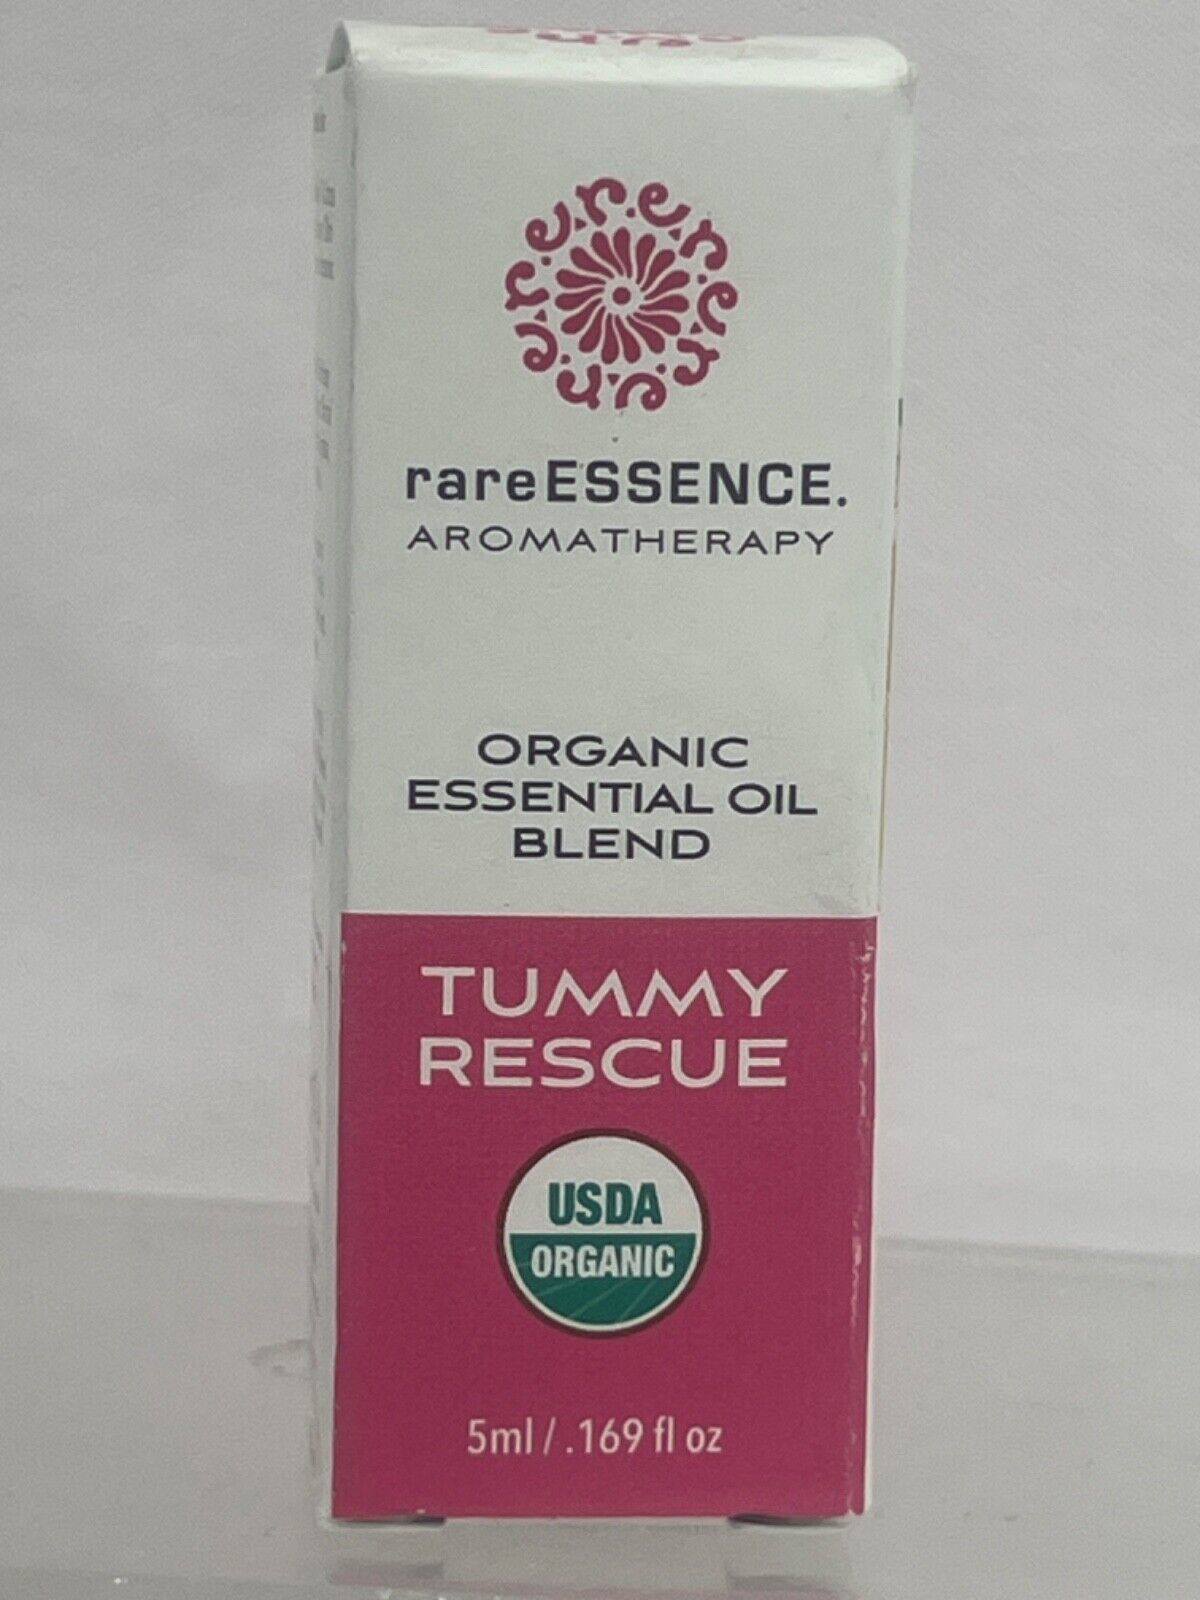 rareESSENCE.
AROMATHERAPY
ORGANIC
ESSENTIAL OIL
BLEND
TUMMY
RESCUE
USDA
ORGANIC
5ml / .169 fl oz